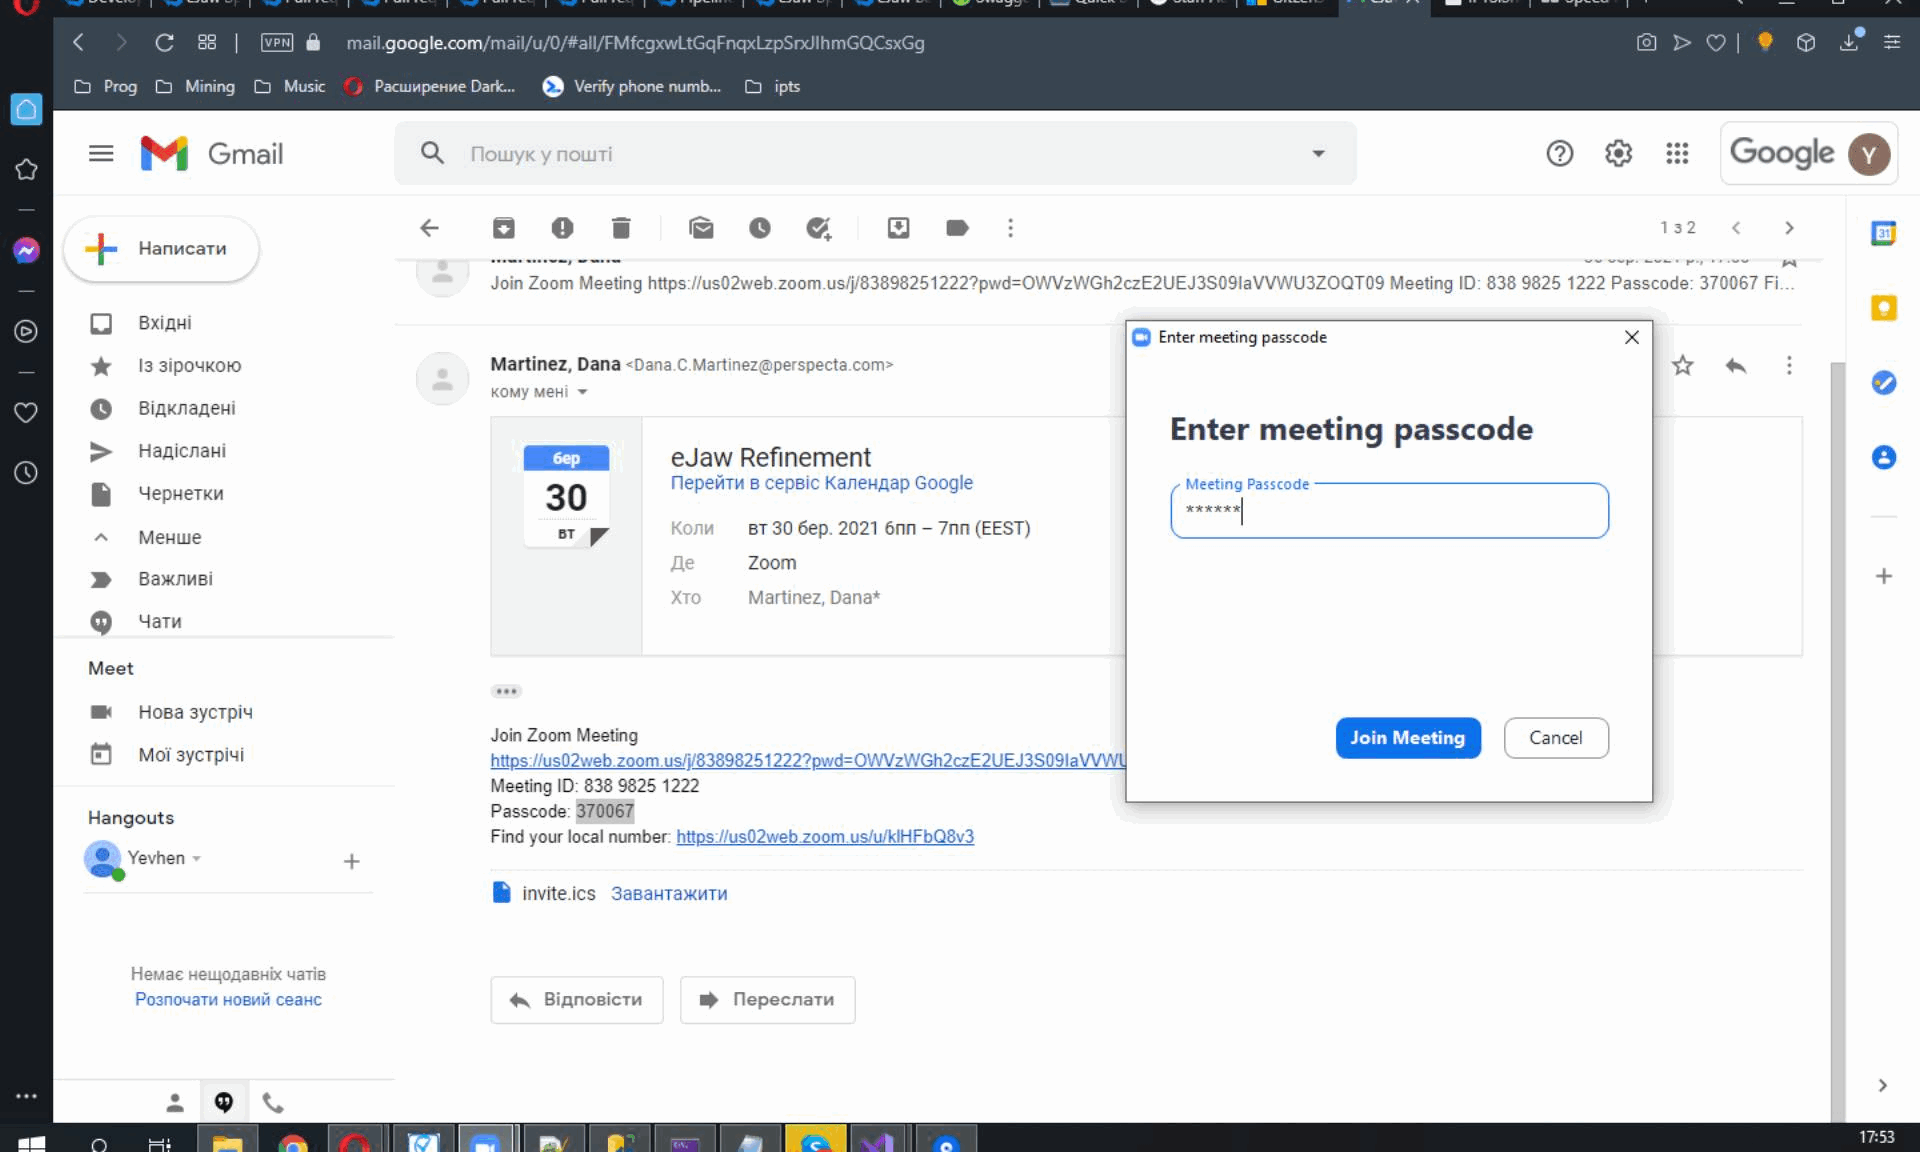 VPN
mail.google.com/mail/u/0/#all/FMfcgxwLtGqFnqxLzpSrxJlhmGQCsxGg
Prog
Mining
Music
Расширение Dark...
Verify phone numb...
ipts
Gmail
Пошук у пошті
Google
Y
Написати
1 з 2
31
Martinez, Dana
Join Zoom Meeting https://us02web.zoom.us/j/83898251222?pwd=OWVzWGh2czE2UEJ3S09IaVVWU3ZOQT09 Meeting ID: 838 9825 1222 Passcode: 370067 Fi...
Вхідні
Із зірочкою
Відкладені
Надіслані
Чернетки
Менше
Важливі
Чати
Meet
Нова зустріч
Мої зустрічі
Hangouts
Yevhen
Немає нещодавніх чатів
Розпочати новий сеанс
Martinez, Dana <Dana.C.Martinez@perspecta.com>
кому мені
бер
30
вт
eJaw Refinement
Перейти в сервіс Календар Google
Коли вт 30 бер. 2021 6пп – 7пп (EEST)
Де Zoom
Хто Martinez, Dana*
Join Zoom Meeting
https://us02web.zoom.us/j/83898251222?pwd=OWVzWGh2czE2UEJ3S09IaVVWU
Meeting ID: 838 9825 1222
Passcode: 370067
Find your local number: https://us02web.zoom.us/u/klHFbQ8v3
invite.ics Завантажити
Відповісти
Переслати
Enter meeting passcode
Enter meeting passcode
Meeting Passcode
******
Join Meeting
Cancel
17:53